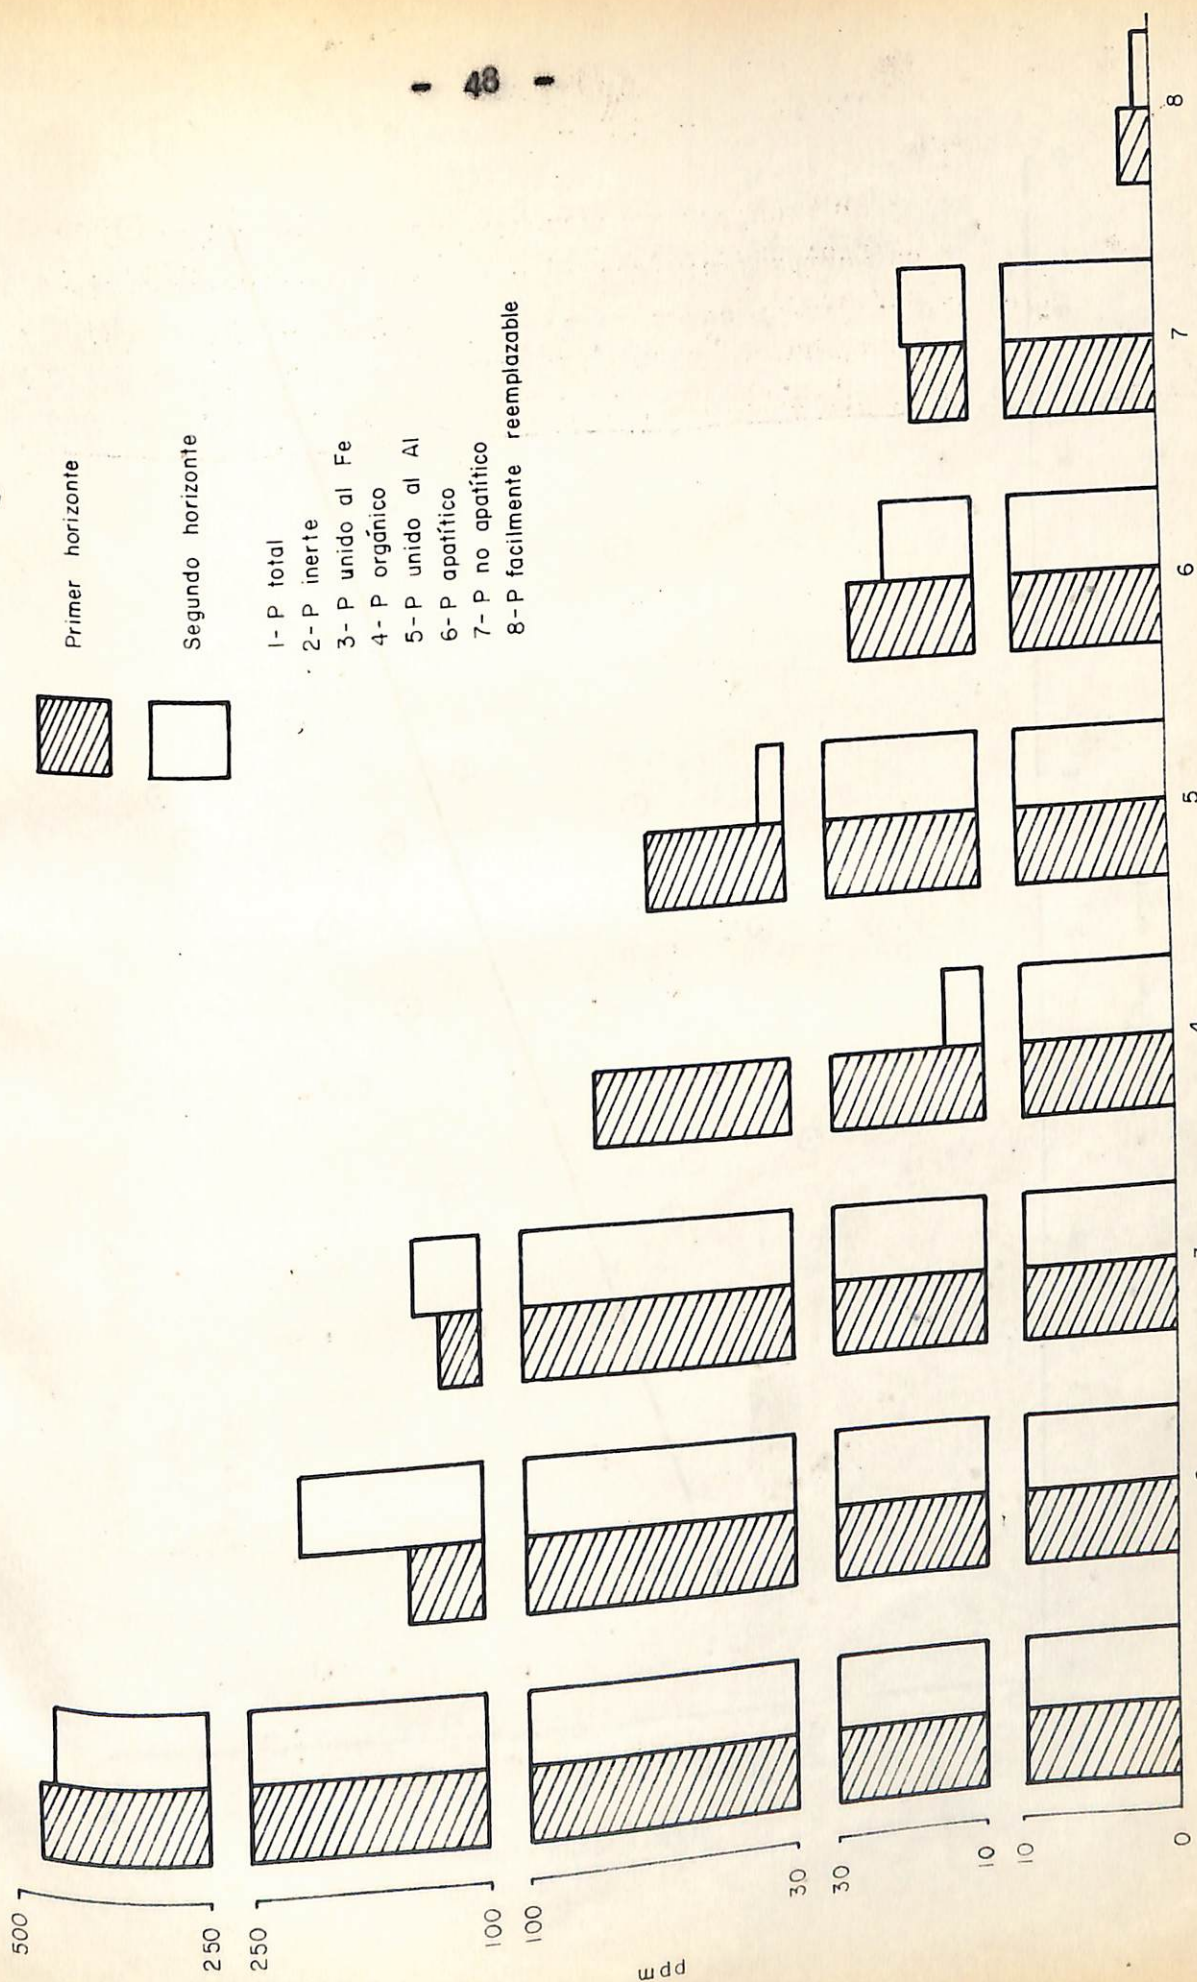 - 48 -
Primer horizonte
Segundo horizonte
1- P total
2- P inerte
3- P unido al Fe
4- P orgánico
5- P unido al Al
6- P apatítico
7- P no apatítico
8- P facilmente reemplazable
500
250
250
100
100
30
30
10
10
0
ppm
5
6
7
8